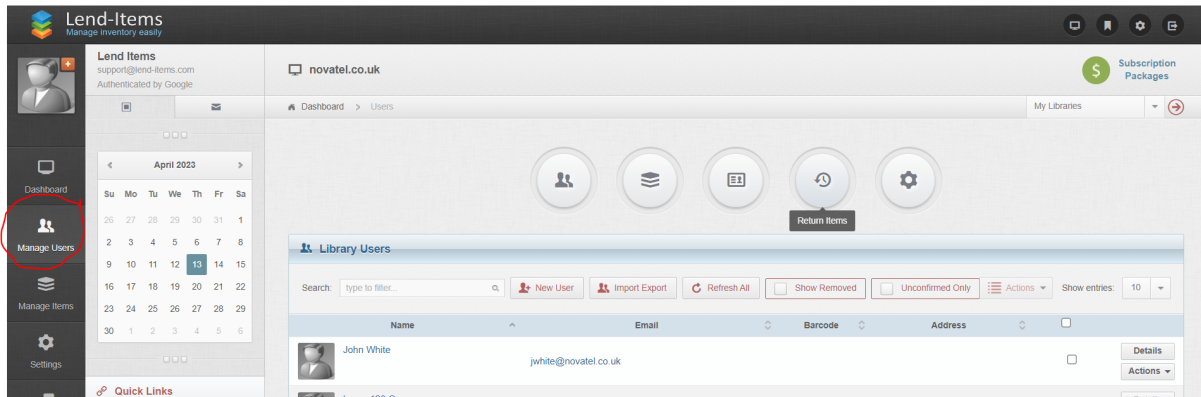 Lend-Items
Manage inventory easily
Lend Items
support@lend-items.com
Authenticated by Google
novatel.co.uk
$ Subscription
Packages
Dashboard > Users
My Libraries
Dashboard
Manage Users
Manage Items
Settings
April 2023
Su Mo Tu We Th Fr Sa
26 27 28 29 30 31 1
2 3 4 5 6 7 8
9 10 11 12 13 14 15
16 17 18 19 20 21 22
23 24 25 26 27 28 29
30 1 2 3 4 5 6
Quick Links
Return Items
Library Users
Search: type to filter... New User Import Export Refresh All Show Removed Unconfirmed Only Actions Show entries: 10
Name Email Barcode Address
John White jwhite@novatel.co.uk Details
Actions